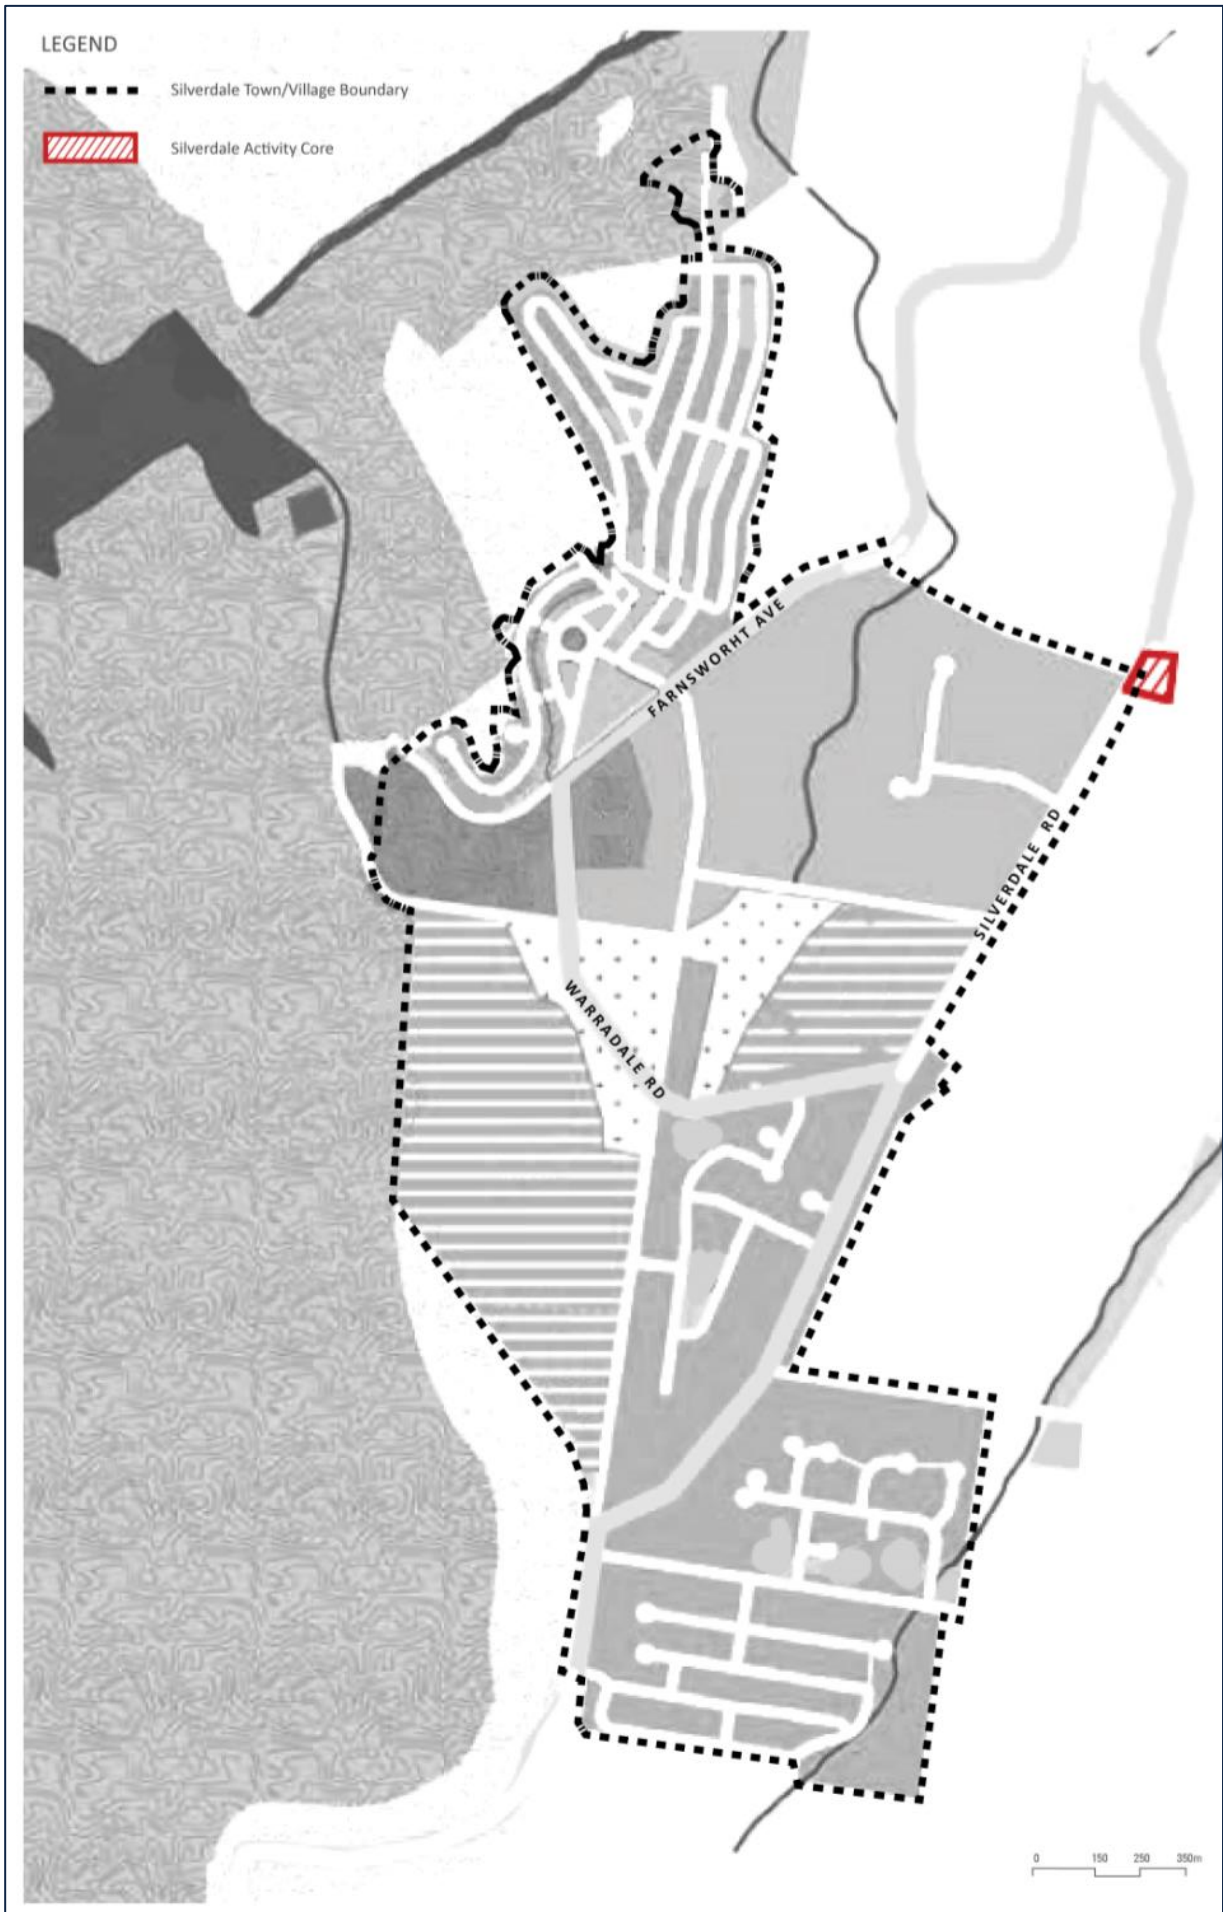 LEGEND
Silverdale Town/Village Boundary
Silverdale Activity Core
FARNSWORHT AVE
SILVERDALE RD
WARRADALE RD
0 150 250 350m